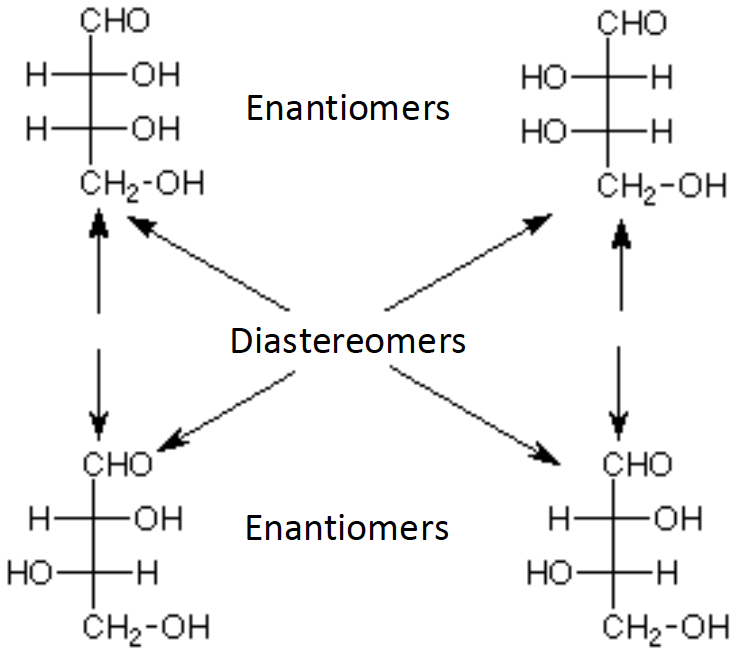 CHO CHO
H OH HO H
Enantiomers
H OH HO H
CH2-OH CH2-OH
Diastereomers
CHO CHO
H OH H OH
Enantiomers
HO H HO H
CH2-OH CH2-OH